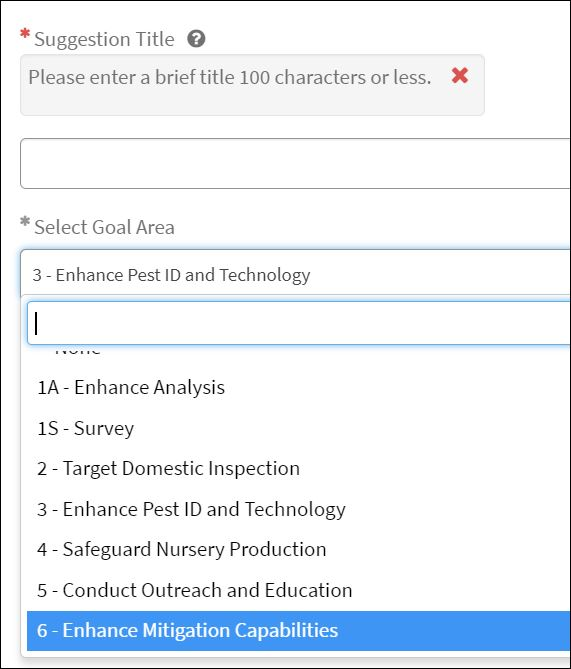 * Suggestion Title ?
Please enter a brief title 100 characters or less. ✖
* Select Goal Area
3 - Enhance Pest ID and Technology
1A - Enhance Analysis
1S - Survey
2 - Target Domestic Inspection
3 - Enhance Pest ID and Technology
4 - Safeguard Nursery Production
5 - Conduct Outreach and Education
6 - Enhance Mitigation Capabilities